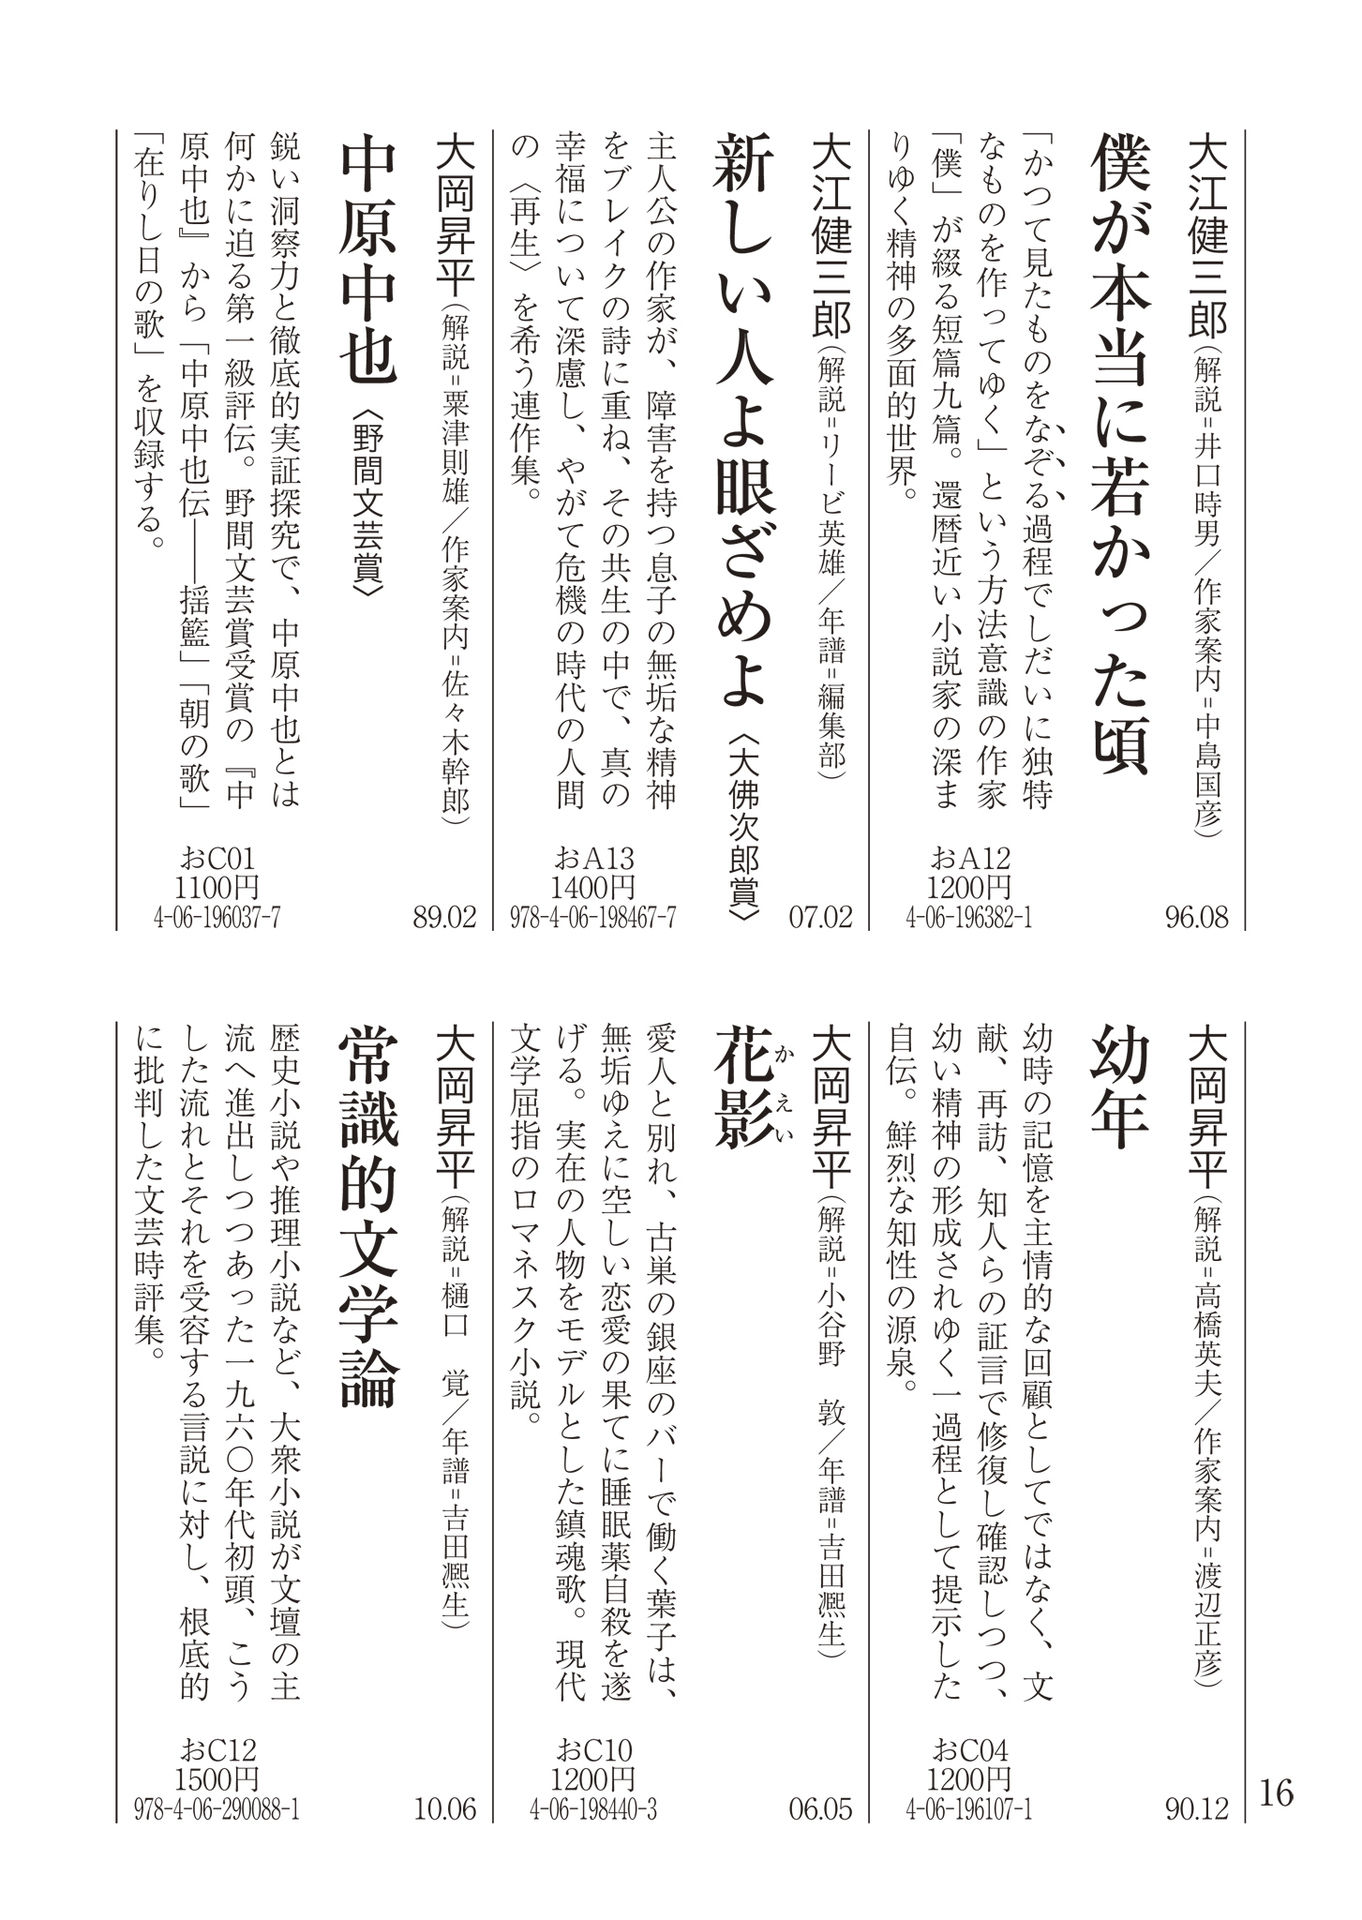 大江健三郎(解説=井口時男/作家案内=中島国彦)
僕が本当に若かった頃
「かつて見たものをなぞる過程でしだいに独特
なものを作ってゆく」という方法意識の作家
「僕」が綴る短篇九篇。還暦近い小説家の深ま
りゆく精神の多面的世界。
おA12
1200円
4-06-196382-1
96.08
大江健三郎(解説=リービ英雄/年譜=編集部)
新しい人よ眼ざめよ〈大佛次郎賞〉
主人公の作家が、障害を持つ息子の無垢な精神
をブレイクの詩に重ね、その共生の中で、真の
幸福について深慮し、やがて危機の時代の人間
の〈再生〉を希う連作集。
おA13
1400円
978-4-06-198467-7
07.02
大岡昇平(解説=粟津則雄/作家案内=佐々木幹郎)
中原中也〈野間文芸賞〉
鋭い洞察力と徹底的実証探究で、中原中也とは
何かに迫る第一級評伝。野間文芸賞受賞の『中
原中也』から「中原中也伝――揺籃」「朝の歌」
「在りし日の歌」を収録する。
おC01
1100円
4-06-196037-7
89.02
大岡昇平(解説=高橋英夫/作家案内=渡辺正彦)
幼年
幼時の記憶を主情的な回顧としてではなく、文
献、再訪、知人らの証言で修復し確認しつつ、
幼い精神の形成されゆく一過程として提示した
自伝。鮮烈な知性の源泉。
おC04
1200円
4-06-196107-1
90.12
大岡昇平(解説=小谷野 敦/年譜=吉田凞生)
花影
かえい
愛人と別れ、古巣の銀座のバーで働く葉子は、
無垢ゆえに空しい恋愛の果てに睡眠薬自殺を遂
げる。実在の人物をモデルとした鎮魂歌。現代
文学屈指のロマネスク小説。
おC10
1200円
4-06-198440-3
06.05
大岡昇平(解説=樋口 覚/年譜=吉田凞生)
常識的文学論
歴史小説や推理小説など、大衆小説が文壇の主
流へ進出しつつあった一九六〇年代初頭、こう
した流れとそれを受容する言説に対し、根底的
に批判した文芸時評集。
おC12
1500円
978-4-06-290088-1
10.06
16